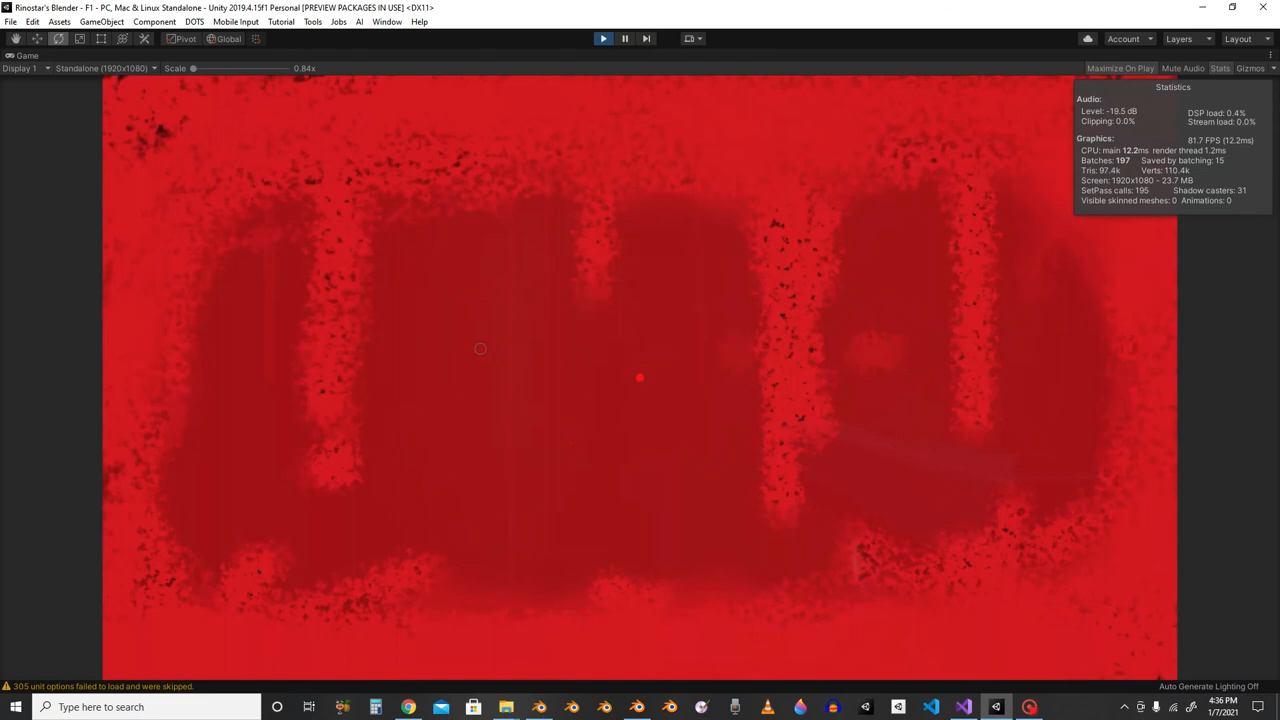 Rinostar's Blender - F1 - PC, Mac & Linux Standalone - Unity 2019.4.15f1 Personal [PREVIEW PACKAGES IN USE] <DX11>
File Edit Assets GameObject Component DOTS Mobile Input Tutorial Tools Jobs AI Window Help
Pivot Global Account Layers Layout
Game
Display 1 Standalone (1920x1080) Scale 0.84x Maximize On Play Mute Audio Stats Gizmos
Statistics
Audio:
Level: -19.5 dB DSP load: 0.4%
Clipping: 0.0% Stream load: 0.0%
Graphics: 81.7 FPS (12.2ms)
CPU: main 12.2ms render thread 1.2ms
Batches: 197 Saved by batching: 15
Tris: 97.4k Verts: 110.4k
Screen: 1920x1080 - 23.7 MB
SetPass calls: 195 Shadow casters: 31
Visible skinned meshes: 0 Animations: 0
305 unit options failed to load and were skipped. Auto Generate Lighting Off
Type here to search
4:36 PM
1/7/2021